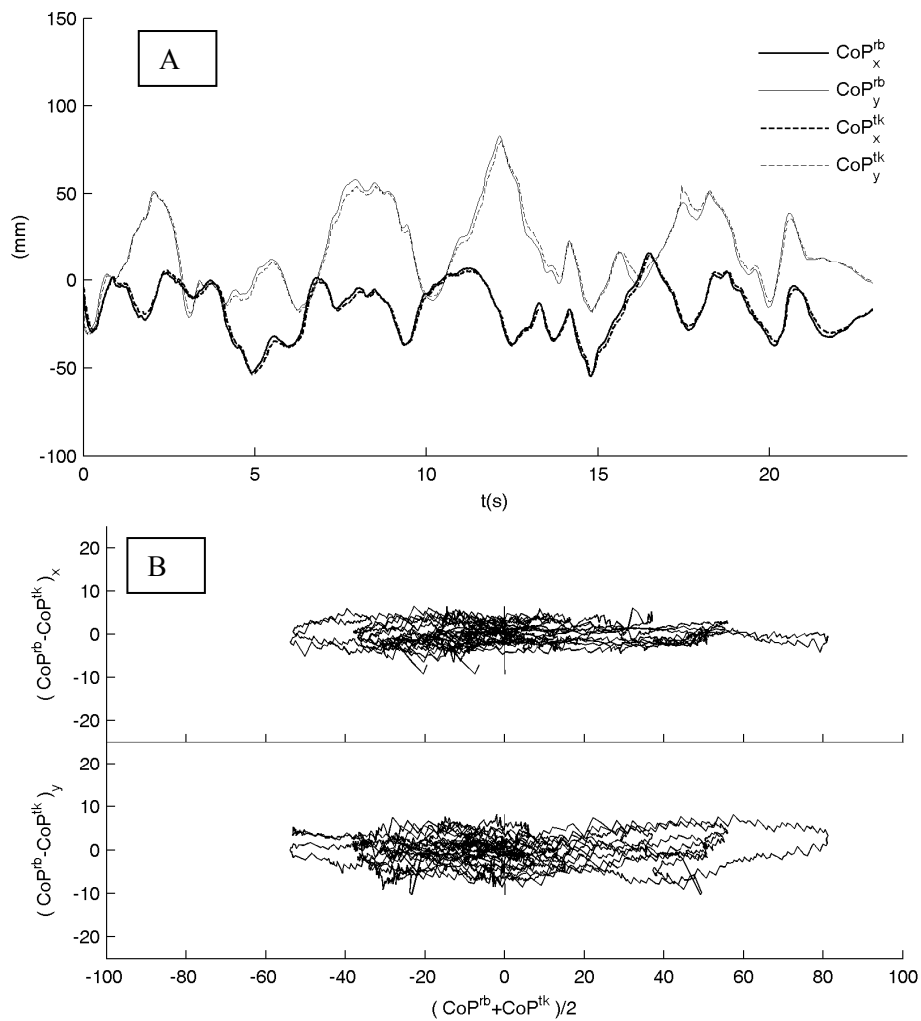 A
150
100
50
0
-50
-100
(mm)
0 5 10 15 20
t(s)
CoP^rb_x
CoP^rb_y
CoP^tk_x
CoP^tk_y
B
20
10
0
-10
-20
( CoP^rb-CoP^tk )_x
20
10
0
-10
-20
( CoP^rb-CoP^tk )_y
-100 -80 -60 -40 -20 0 20 40 60 80 100
( CoP^rb+CoP^tk )/2